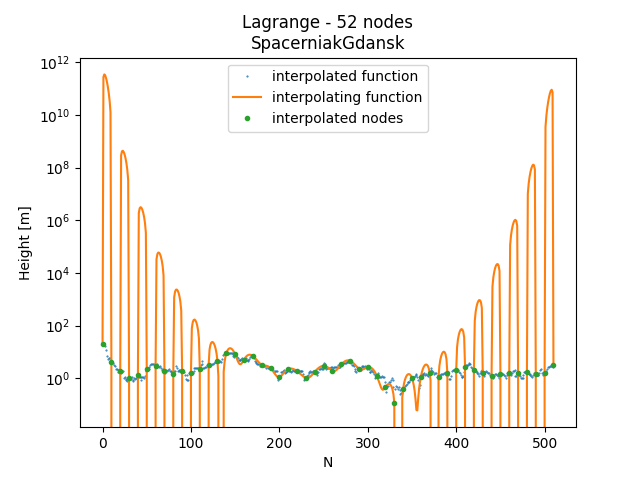 Lagrange - 52 nodes
SpacerniakGdansk
interpolated function
interpolating function
interpolated nodes
Height [m]
10¹²
10¹⁰
10⁸
10⁶
10⁴
10²
10⁰
0 100 200 300 400 500
N